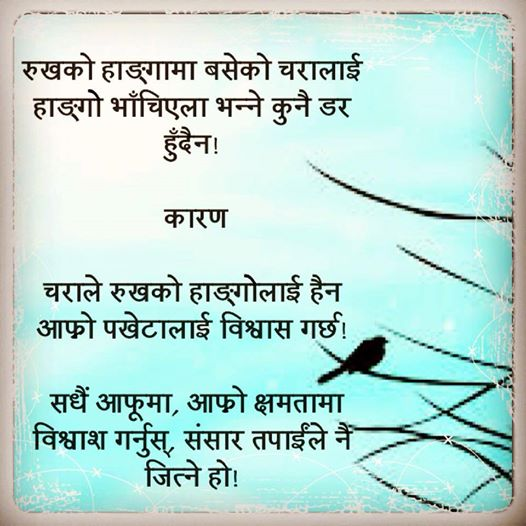 रुखको हाङ्गामा बसेको चरालाई
हाङ्गो भाँचिएला भन्ने कुनै डर
हुँदैन!
कारण
चराले रुखको हाङ्गोलाई हैन
आफ्नो पखेटालाई विश्वास गर्छ!
सधैं आफूमा, आफ्नो क्षमतामा
विश्वाश गर्नुस्, संसार तपाईंले नैं
जित्ने हो!